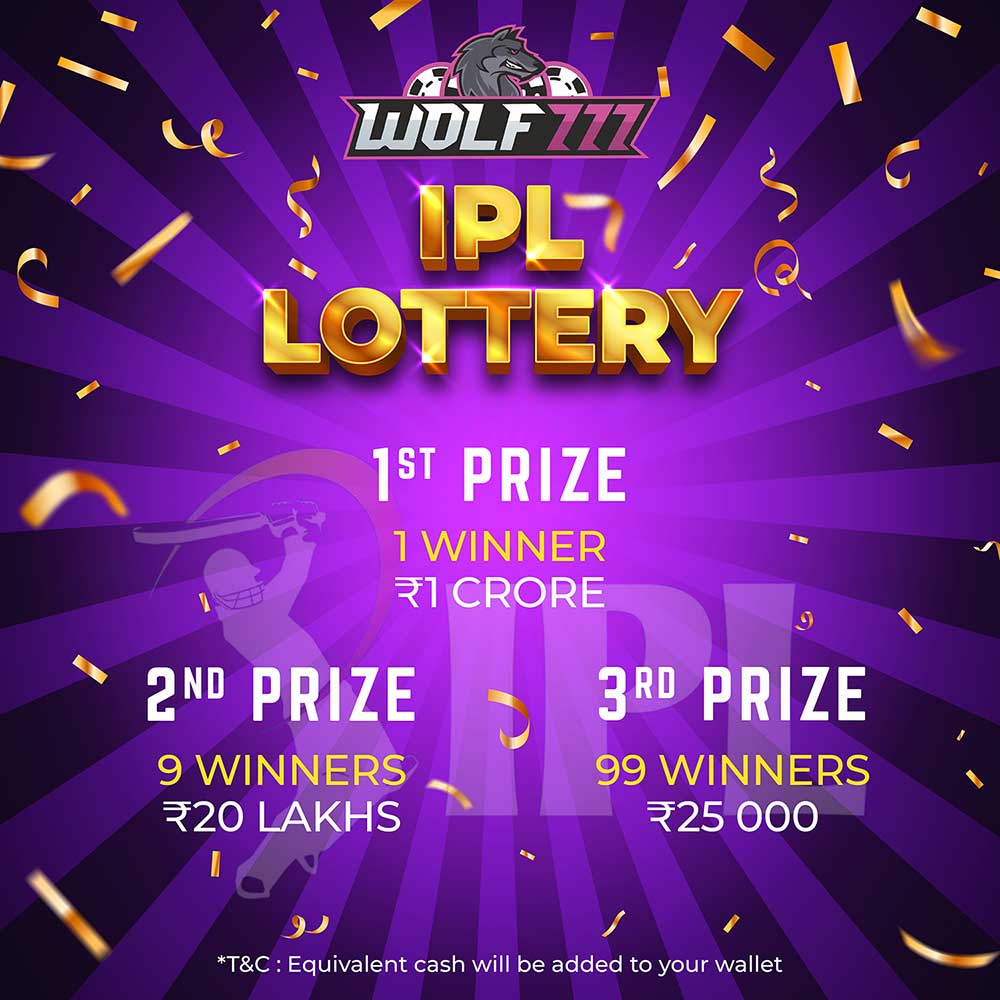 WOLF777
IPL
LOTTERY
1ST PRIZE
1 WINNER
₹1 CRORE
2ND PRIZE
9 WINNERS
₹20 LAKHS
3RD PRIZE
99 WINNERS
₹25 000
IPL
*T&C : Equivalent cash will be added to your wallet